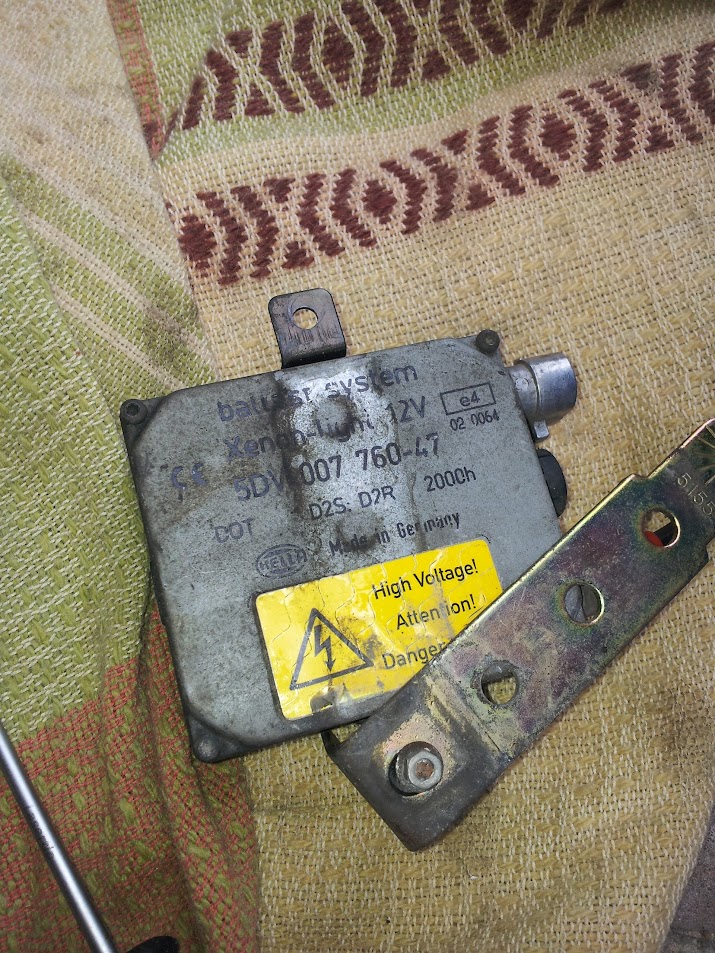 ballast system
Xenon-Light 12V
e4
02 0064
CE
5DV 007 760-47
D2S: D2R 2000h
DOT
Made in Germany
HELLA
High Voltage!
Attention!
Danger